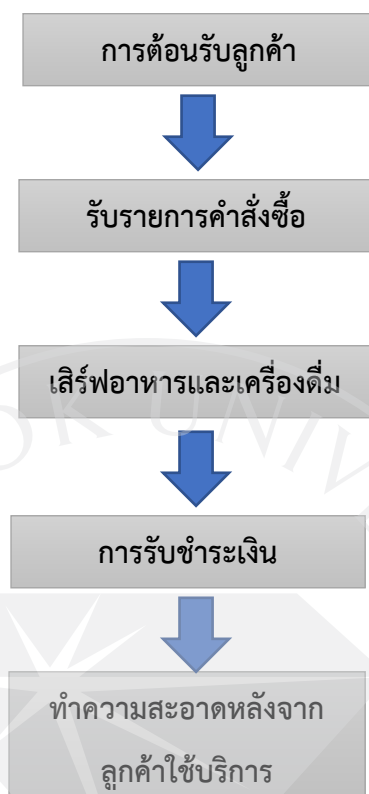 การต้อนรับลูกค้า
รับรายการคำสั่งซื้อ
เสิร์ฟอาหารและเครื่องดื่ม
การรับชำระเงิน
ทำความสะอาดหลังจาก
ลูกค้าใช้บริการ